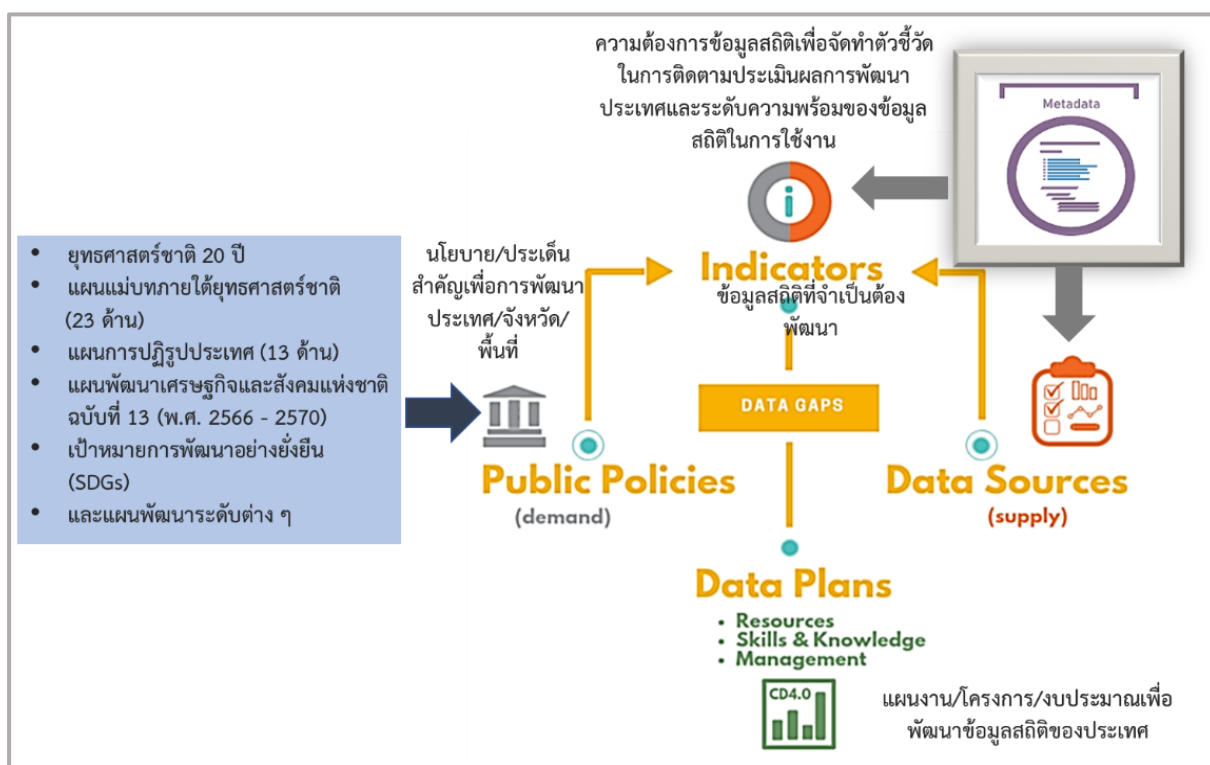 ความต้องการข้อมูลสถิติเพื่อจัดทำตัวชี้วัด
ในการติดตามประเมินผลการพัฒนา
ประเทศและระดับความพร้อมของข้อมูล
สถิติในการใช้งาน
Metadata
i
Indicators
ข้อมูลสถิติที่จำเป็นต้อง
พัฒนา
• ยุทธศาสตร์ชาติ 20 ปี
• แผนแม่บทภายใต้ยุทธศาสตร์ชาติ
(23 ด้าน)
• แผนการปฏิรูปประเทศ (13 ด้าน)
• แผนพัฒนาเศรษฐกิจและสังคมแห่งชาติ
ฉบับที่ 13 (พ.ศ. 2566 - 2570)
• เป้าหมายการพัฒนาอย่างยั่งยืน
(SDGs)
• และแผนพัฒนาระดับต่าง ๆ
นโยบาย/ประเด็น
สำคัญเพื่อการพัฒนา
ประเทศ/จังหวัด/
พื้นที่
DATA GAPS
Public Policies
(demand)
Data Sources
(supply)
Data Plans
• Resources
• Skills & Knowledge
• Management
CD4.0
แผนงาน/โครงการ/งบประมาณเพื่อ
พัฒนาข้อมูลสถิติของประเทศ